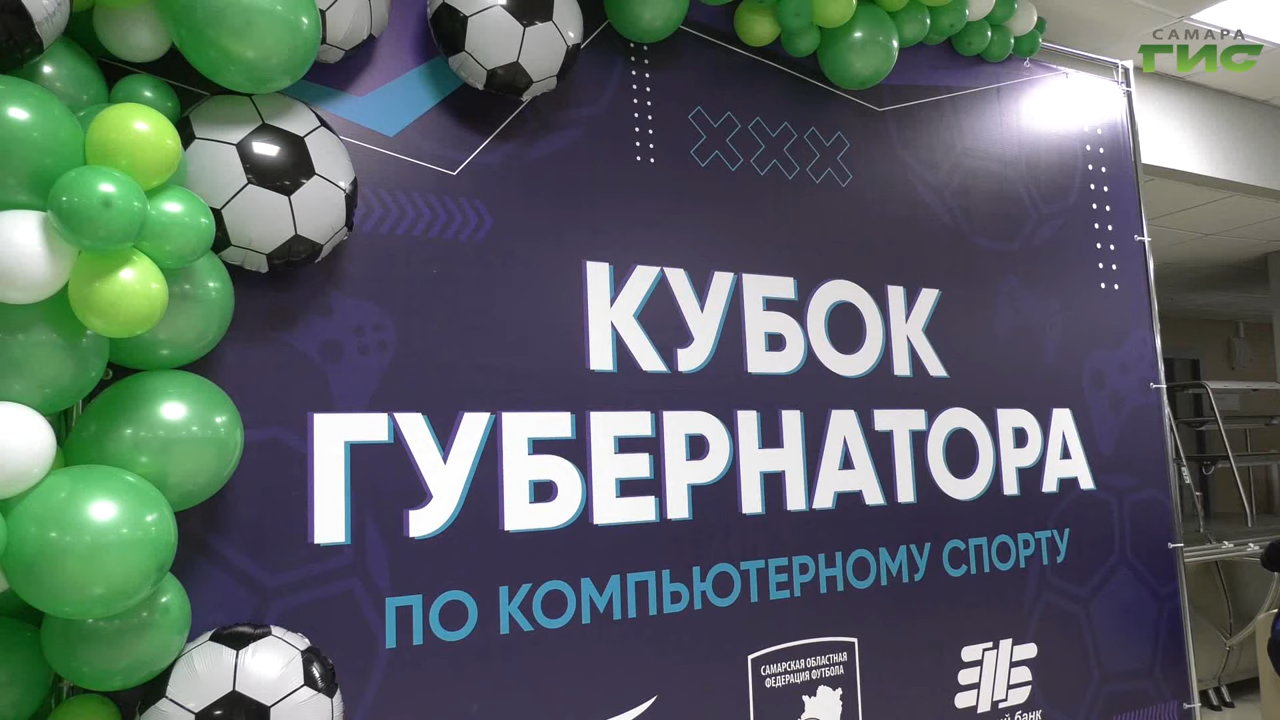 САМАРА
ГИС
КУБОК
ГУБЕРНАТОРА
ПО КОМПЬЮТЕРНОМУ СПОРТУ
САМАРСКАЯ ОБЛАСТНАЯ
ФЕДЕРАЦИЯ ФУТБОЛА
банк